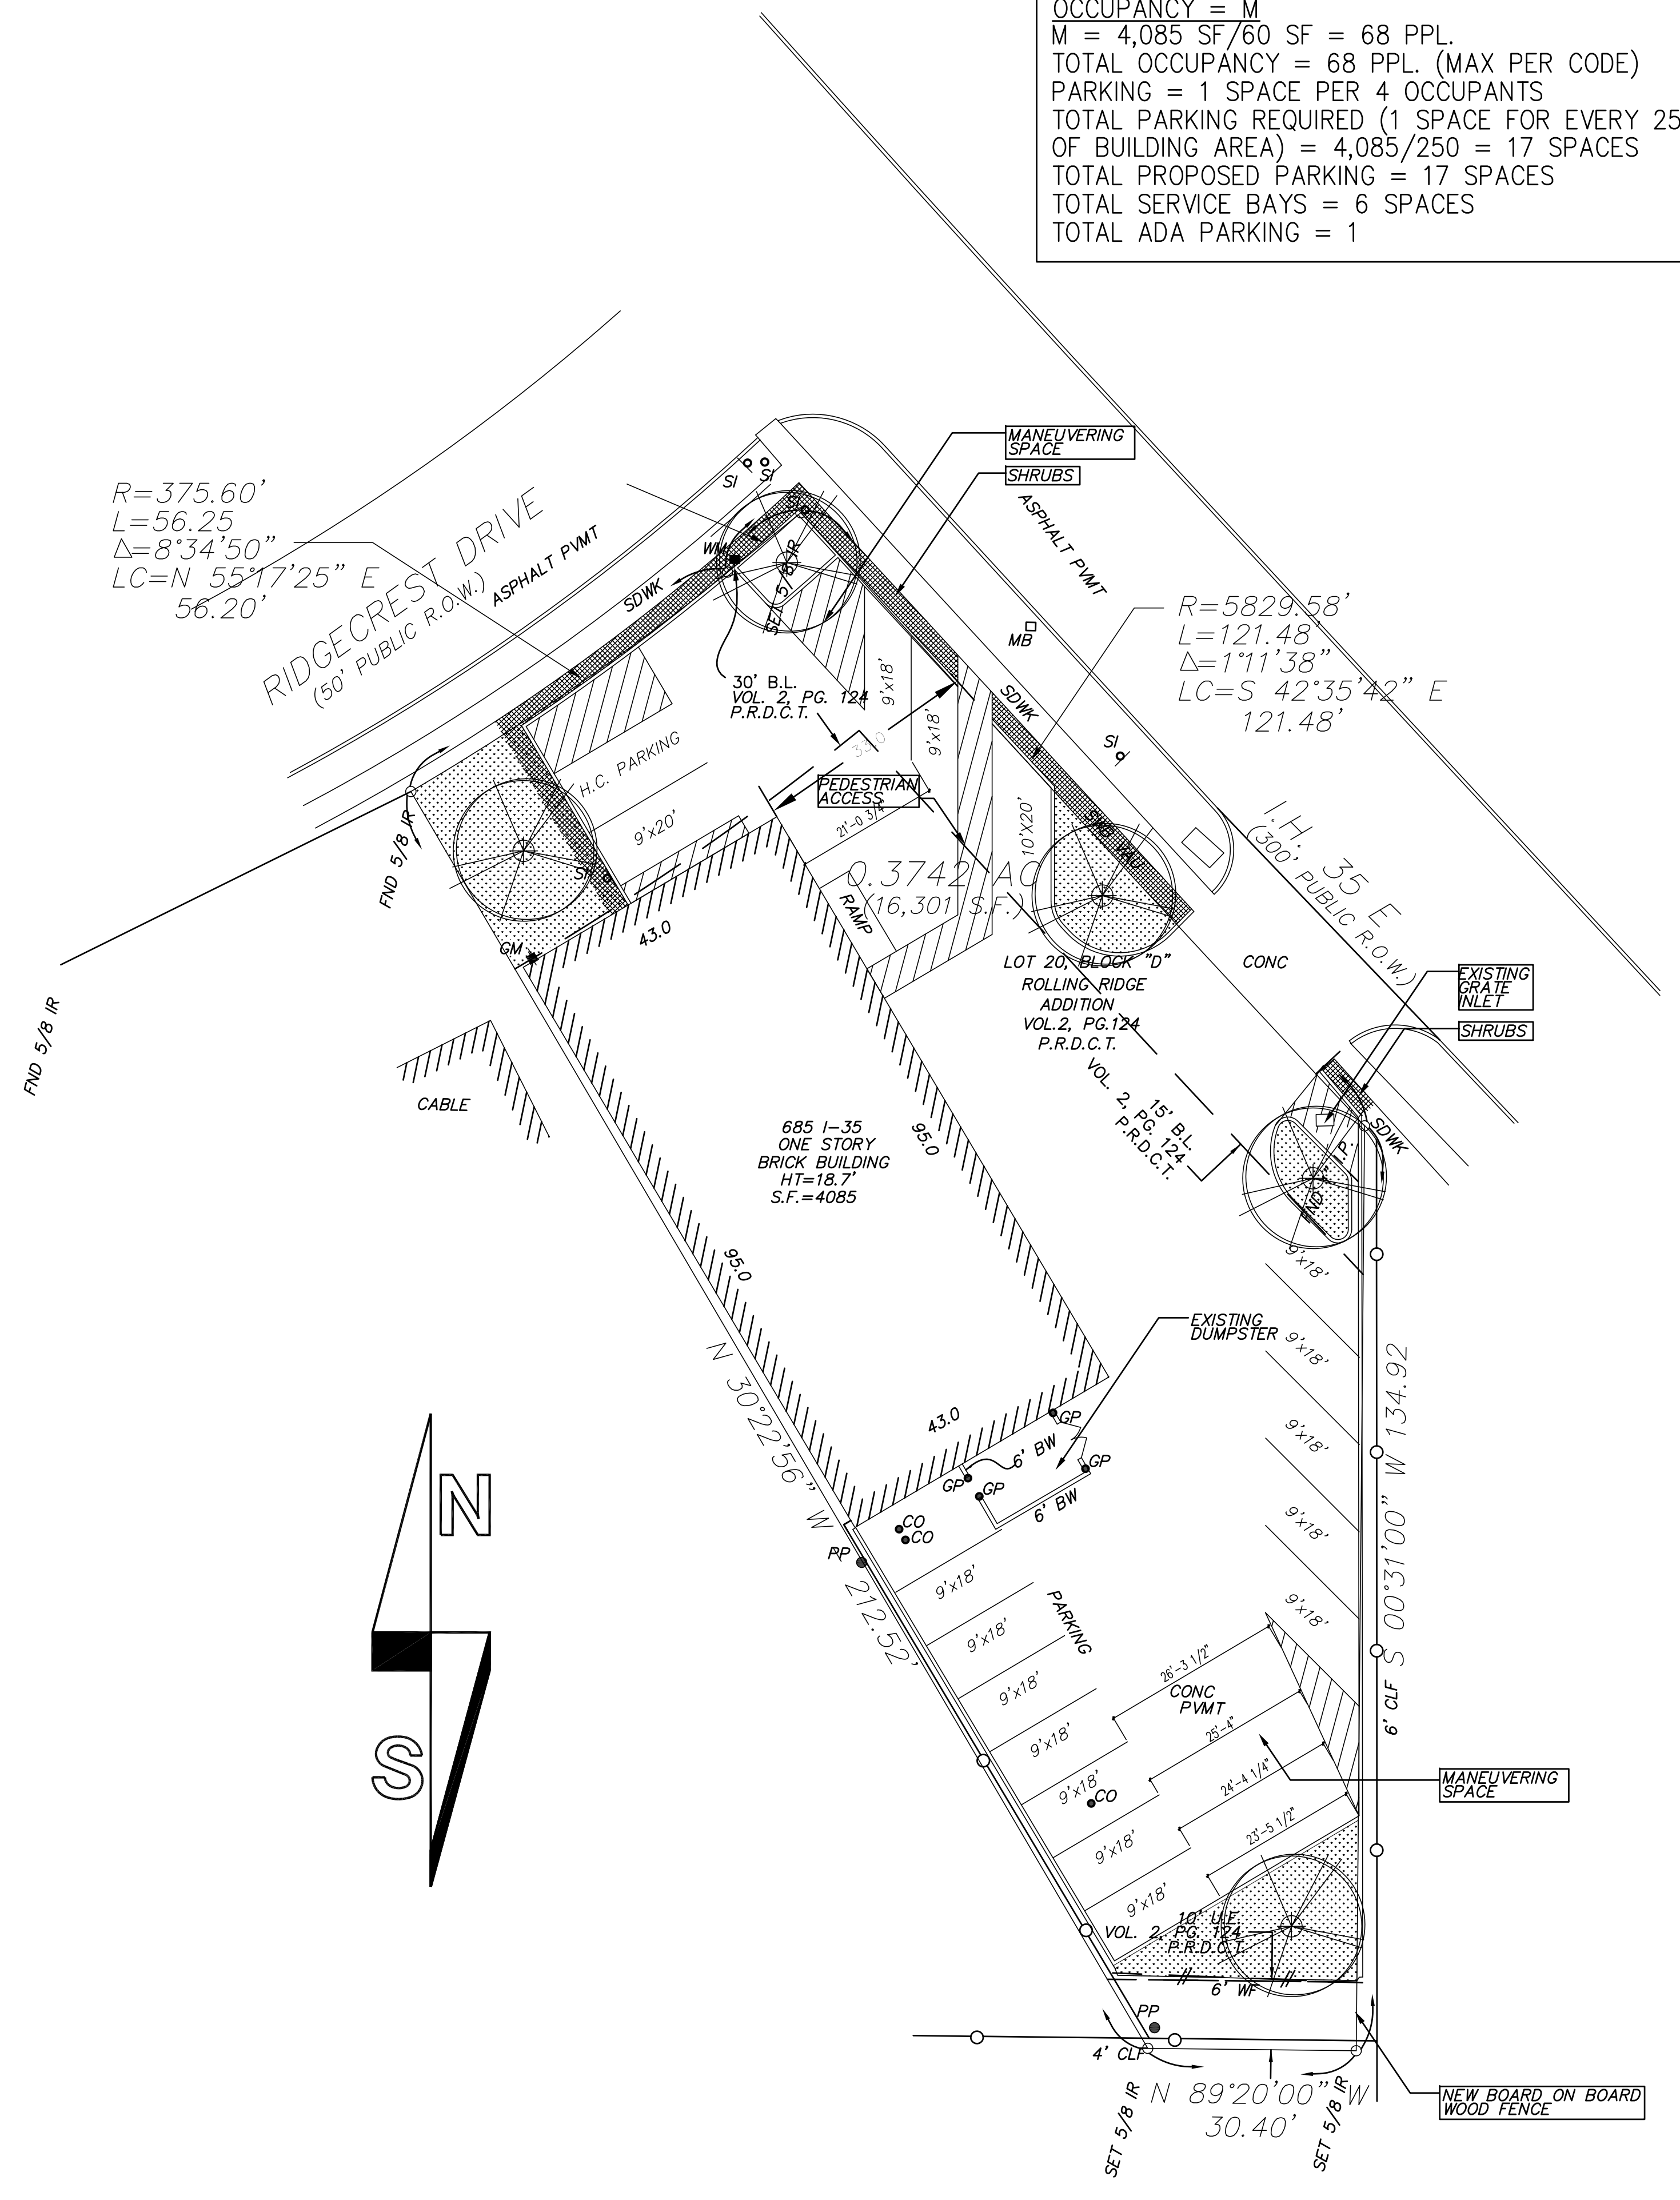 OCCUPANCY = M
M = 4,085 SF/60 SF = 68 PPL.
TOTAL OCCUPANCY = 68 PPL. (MAX PER CODE)
PARKING = 1 SPACE PER 4 OCCUPANTS
TOTAL PARKING REQUIRED (1 SPACE FOR EVERY 25
OF BUILDING AREA) = 4,085/250 = 17 SPACES
TOTAL PROPOSED PARKING = 17 SPACES
TOTAL SERVICE BAYS = 6 SPACES
TOTAL ADA PARKING = 1
MANEUVERING
SPACE
SHRUBS
R=375.60'
L=56.25
Δ=8°34'50"
LC=N 55°17'25" E
56.20'
RIDGECREST DRIVE
(50' PUBLIC R.O.W.)
ASPHALT PVMT
SDWK
SI
SI
SI
WM
SET 5/8 IR
ASPHALT PVMT
MB
R=5829.58'
L=121.48'
Δ=1°11'38"
LC=S 42°35'42" E
121.48'
30' B.L.
VOL. 2, PG. 124
P.R.D.C.T.
9'x18'
9'x18'
33.0
SDWK
SI
H.C. PARKING
9'x20'
PEDESTRIAN
ACCESS
21'-0 3/4"
10'X20'
I.H. 35 E
(300' PUBLIC R.O.W.)
FND 5/8 IR
0.3742 AC
(16,301 S.F.)
RAMP
43.0
GM
LOT 20, BLOCK "D"
ROLLING RIDGE
ADDITION
VOL.2, PG.124
P.R.D.C.T.
CONC
EXISTING
GRATE
INLET
SHRUBS
FND 5/8 IR
CABLE
15' B.L.
VOL. 2, PG. 124
P.R.D.C.T.
SDWK
685 I-35
ONE STORY
BRICK BUILDING
HT=18.7'
S.F.=4085
95.0
95.0
9'x18'
EXISTING
DUMPSTER
9'x18'
N 30°22'56" W 212.52'
S 00°31'00" W 134.92
43.0
GP
6' BW
GP
GP
GP
6' BW
9'x18'
CO
CO
PP
9'x18'
9'x18'
9'x18'
PARKING
9'x18'
9'x18'
26'-3 1/2"
CONC
PVMT
6' CLF
9'x18'
25'-4"
9'x18'
CO
24'-4 1/4"
MANEUVERING
SPACE
9'x18'
23'-5 1/2"
9'x18'
10' U.E.
VOL. 2, PG. 124
P.R.D.C.T.
6' WF
PP
4' CLF
N 89°20'00" W
30.40'
SET 5/8 IR
SET 5/8 IR
NEW BOARD ON BOARD
WOOD FENCE
N
S